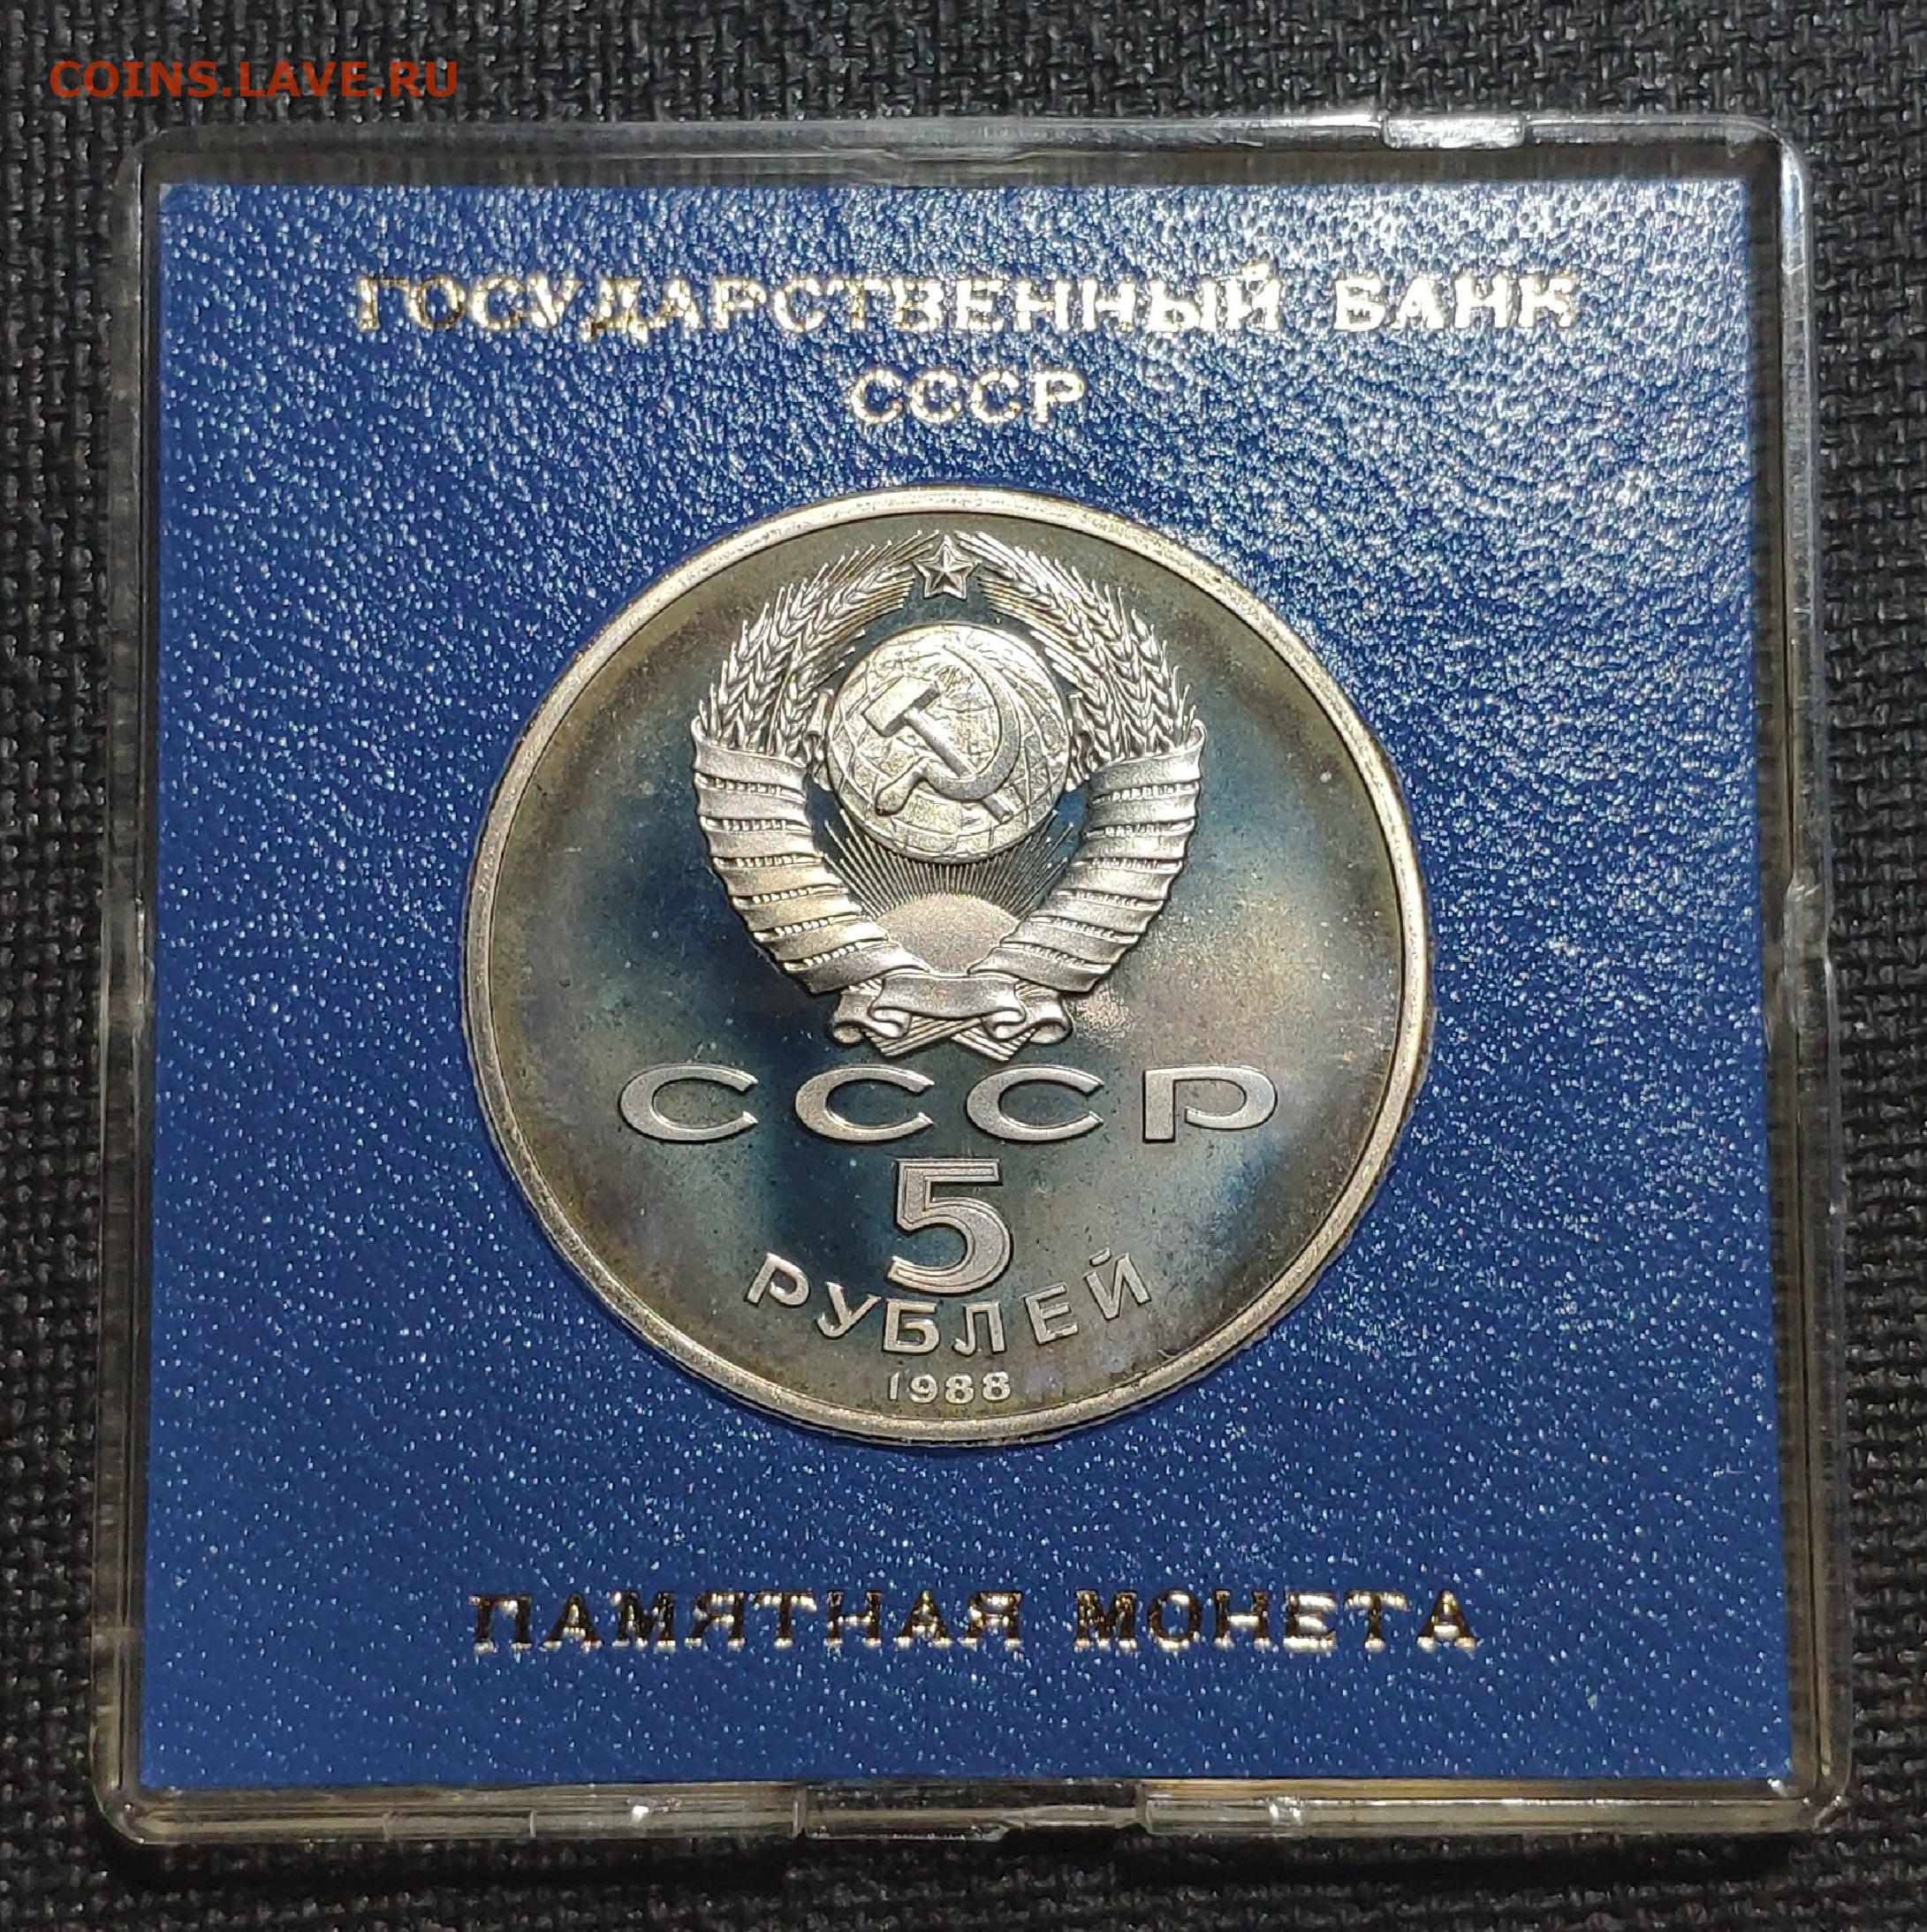 COINS.LAVE.RU
ГОСУДАРСТВЕННЫЙ БАНК
СССР
СССР
5
РУБЛЕЙ
1988
ПАМЯТНАЯ МОНЕТА